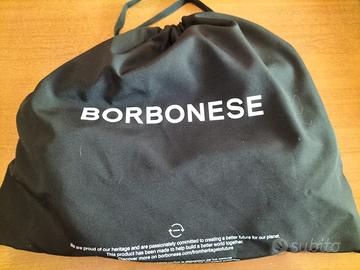 BORBONESE
We are proud of our heritage and are passionately committed to creating a better future for our planet.
This product has been made to help build a better world together.
Discover more on borbonese.com/fromheritagetofuture
subito